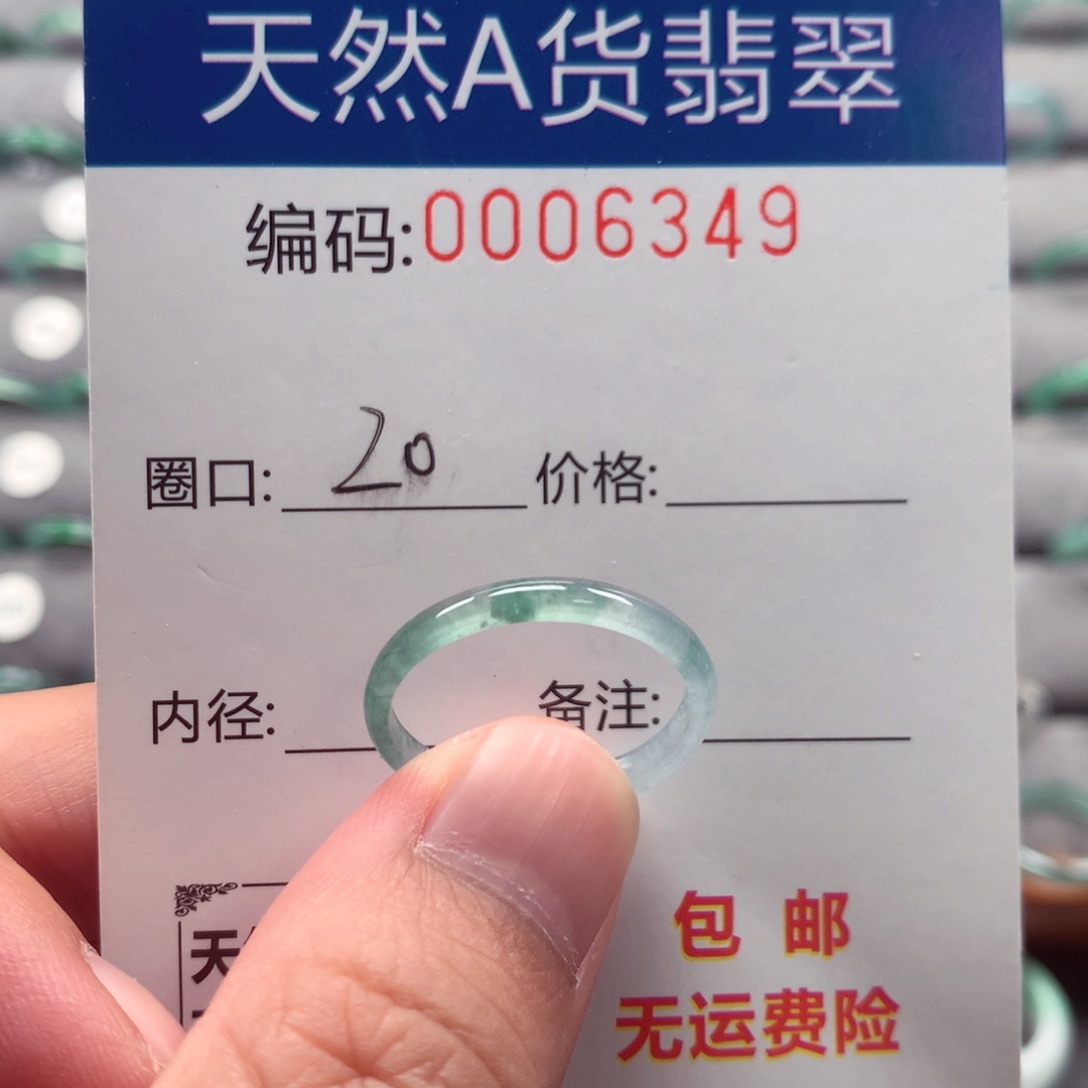 天然A货翡翠
编码:0006349
圈口: 20 价格:
内径: 备注:
天
包 邮
无运费险